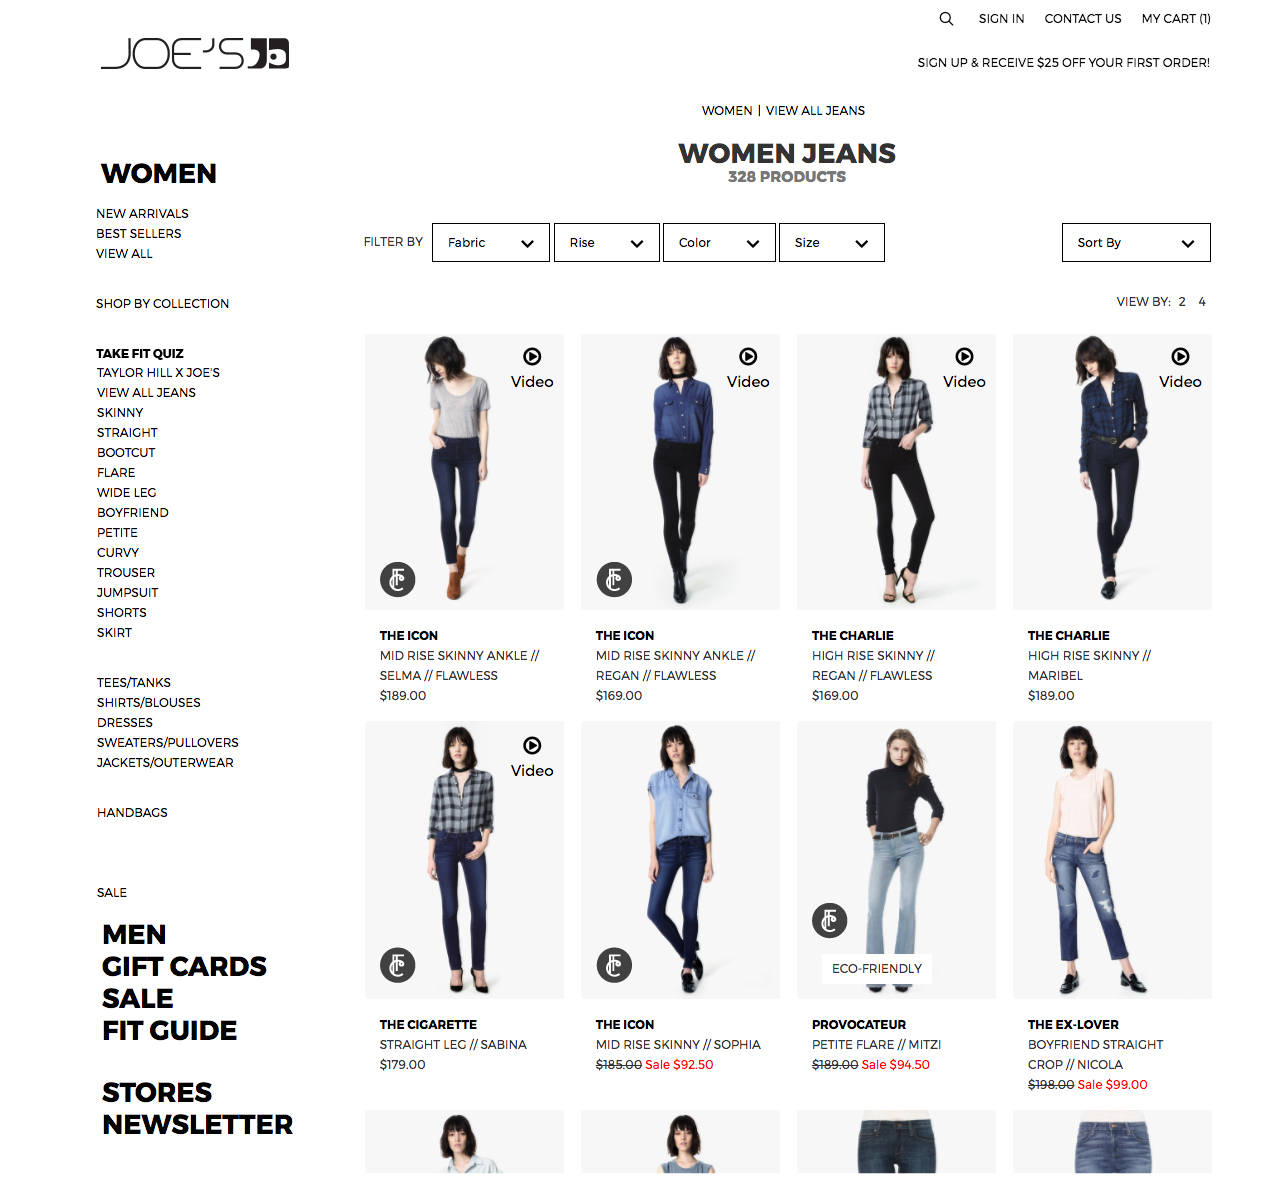 SIGN IN CONTACT US MY CART (1)
JOE'S
SIGN UP & RECEIVE $25 OFF YOUR FIRST ORDER!
WOMEN | VIEW ALL JEANS
WOMEN JEANS
328 PRODUCTS
WOMEN
NEW ARRIVALS
BEST SELLERS
VIEW ALL
SHOP BY COLLECTION
TAKE FIT QUIZ
TAYLOR HILL X JOE'S
VIEW ALL JEANS
SKINNY
STRAIGHT
BOOTCUT
FLARE
WIDE LEG
BOYFRIEND
PETITE
CURVY
TROUSER
JUMPSUIT
SHORTS
SKIRT
TEES/TANKS
SHIRTS/BLOUSES
DRESSES
SWEATERS/PULLOVERS
JACKETS/OUTERWEAR
HANDBAGS
SALE
MEN
GIFT CARDS
SALE
FIT GUIDE
STORES
NEWSLETTER
FILTER BY Fabric Rise Color Size Sort By
VIEW BY: 2 4
Video
Video
Video
Video
THE ICON
MID RISE SKINNY ANKLE //
SELMA // FLAWLESS
$189.00
THE ICON
MID RISE SKINNY ANKLE //
REGAN // FLAWLESS
$169.00
THE CHARLIE
HIGH RISE SKINNY //
REGAN // FLAWLESS
$169.00
THE CHARLIE
HIGH RISE SKINNY //
MARIBEL
$189.00
Video
ECO-FRIENDLY
THE CIGARETTE
STRAIGHT LEG // SABINA
$179.00
THE ICON
MID RISE SKINNY // SOPHIA
$185.00 Sale $92.50
PROVOCATEUR
PETITE FLARE // MITZI
$189.00 Sale $94.50
THE EX-LOVER
BOYFRIEND STRAIGHT
CROP // NICOLA
$198.00 Sale $99.00